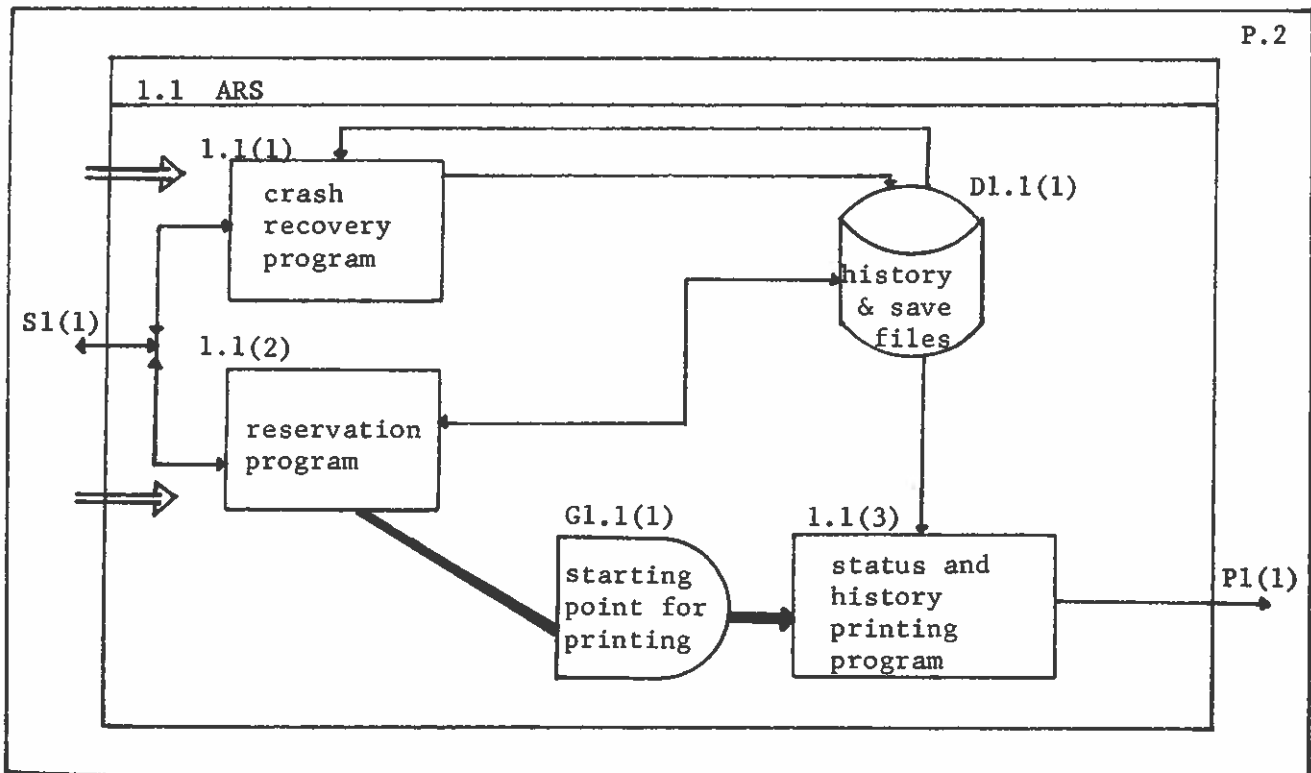 P.2
1.1 ARS
1.1(1)
crash
recovery
program
D1.1(1)
history
& save
files
S1(1)
1.1(2)
reservation
program
G1.1(1)
starting
point for
printing
1.1(3)
status and
history
printing
program
P1(1)